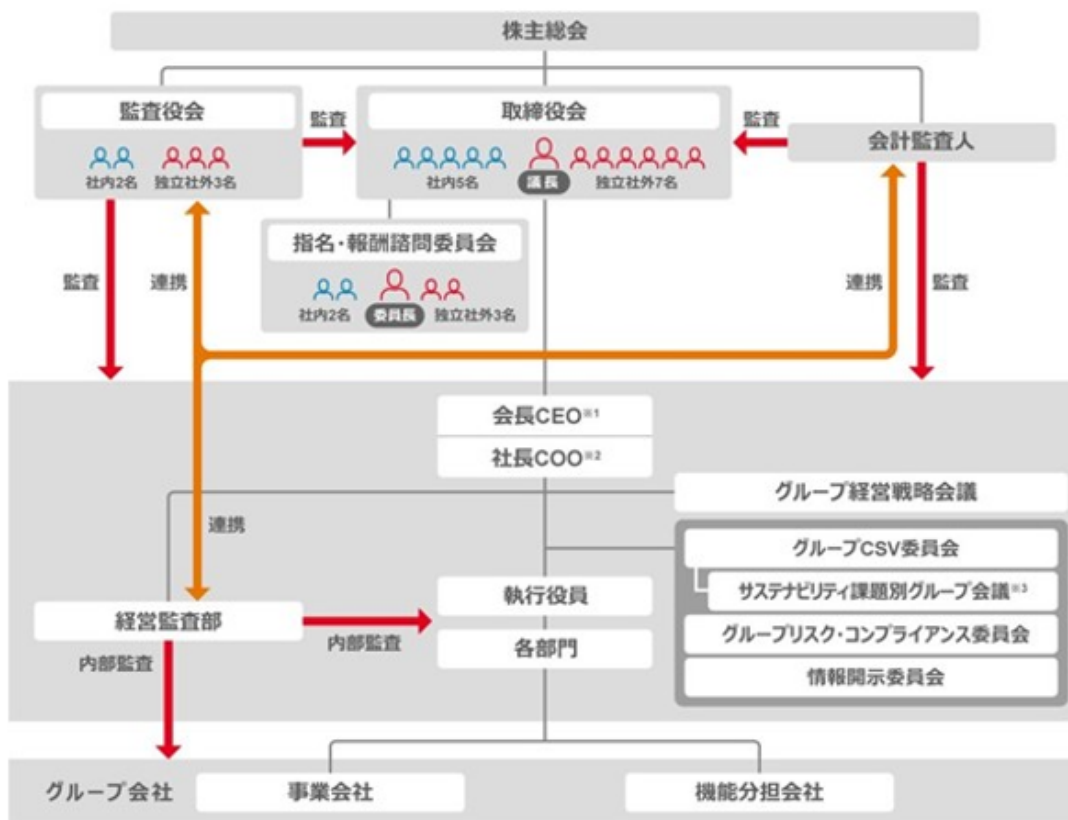 株主総会
監査役会
監査
取締役会
監査
会計監査人
社内2名
独立社外3名
社内5名
議長
独立社外7名
指名・報酬諮問委員会
監査
連携
連携
監査
社内2名
委員長
独立社外3名
会長CEO※1
社長COO※2
グループ経営戦略会議
連携
グループCSV委員会
サステナビリティ課題別グループ会議※3
執行役員
経営監査部
内部監査
グループリスク・コンプライアンス委員会
各部門
内部監査
情報開示委員会
グループ会社
事業会社
機能分担会社